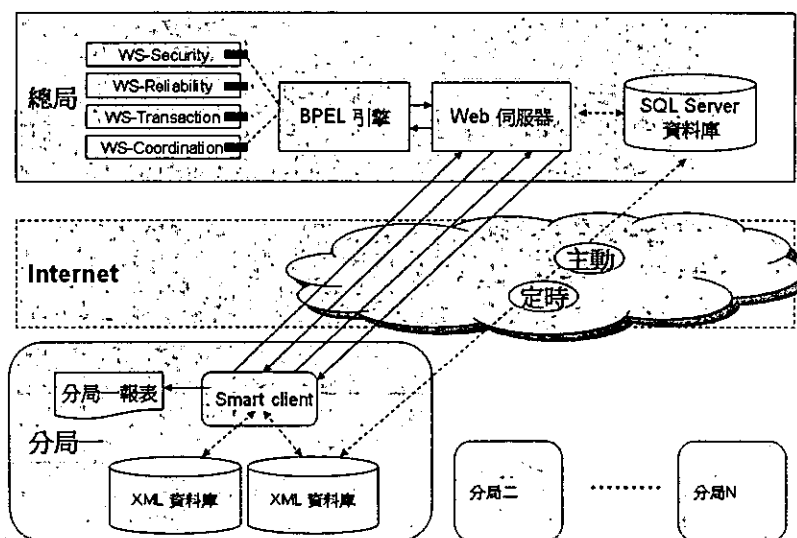 WS-Security
WS-Reliability
WS-Transaction
WS-Coordination
總局
BPEL 引擎
Web 伺服器
SQL Server
資料庫
Internet
主動
定時
分局一報表
Smart client
分局一
XML 資料庫
XML 資料庫
分局二
分局N